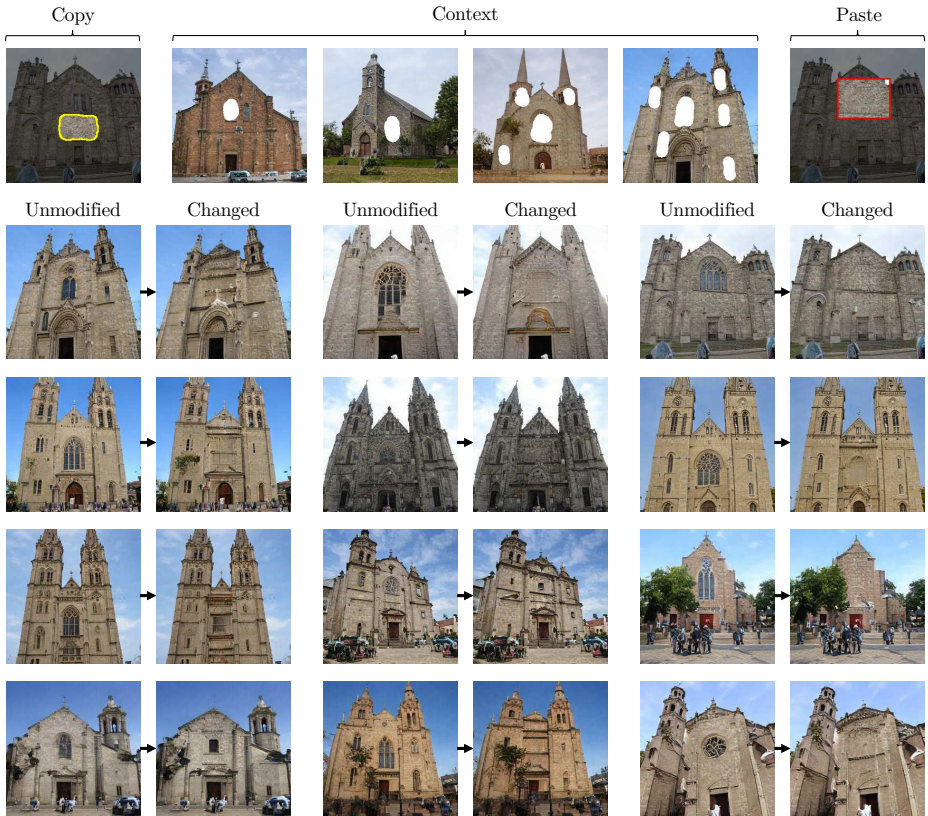 Copy
Context
Paste
Unmodified
Changed
Unmodified
Changed
Unmodified
Changed